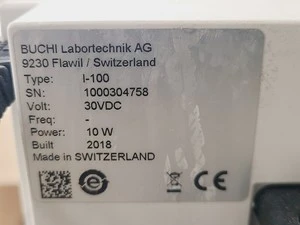 BUCHI Labortechnik AG
9230 Flawil / Switzerland
Type: I-100
SN: 1000304758
Volt: 30VDC
Freq: -
Power: 10 W
Built 2018
Made in SWITZERLAND